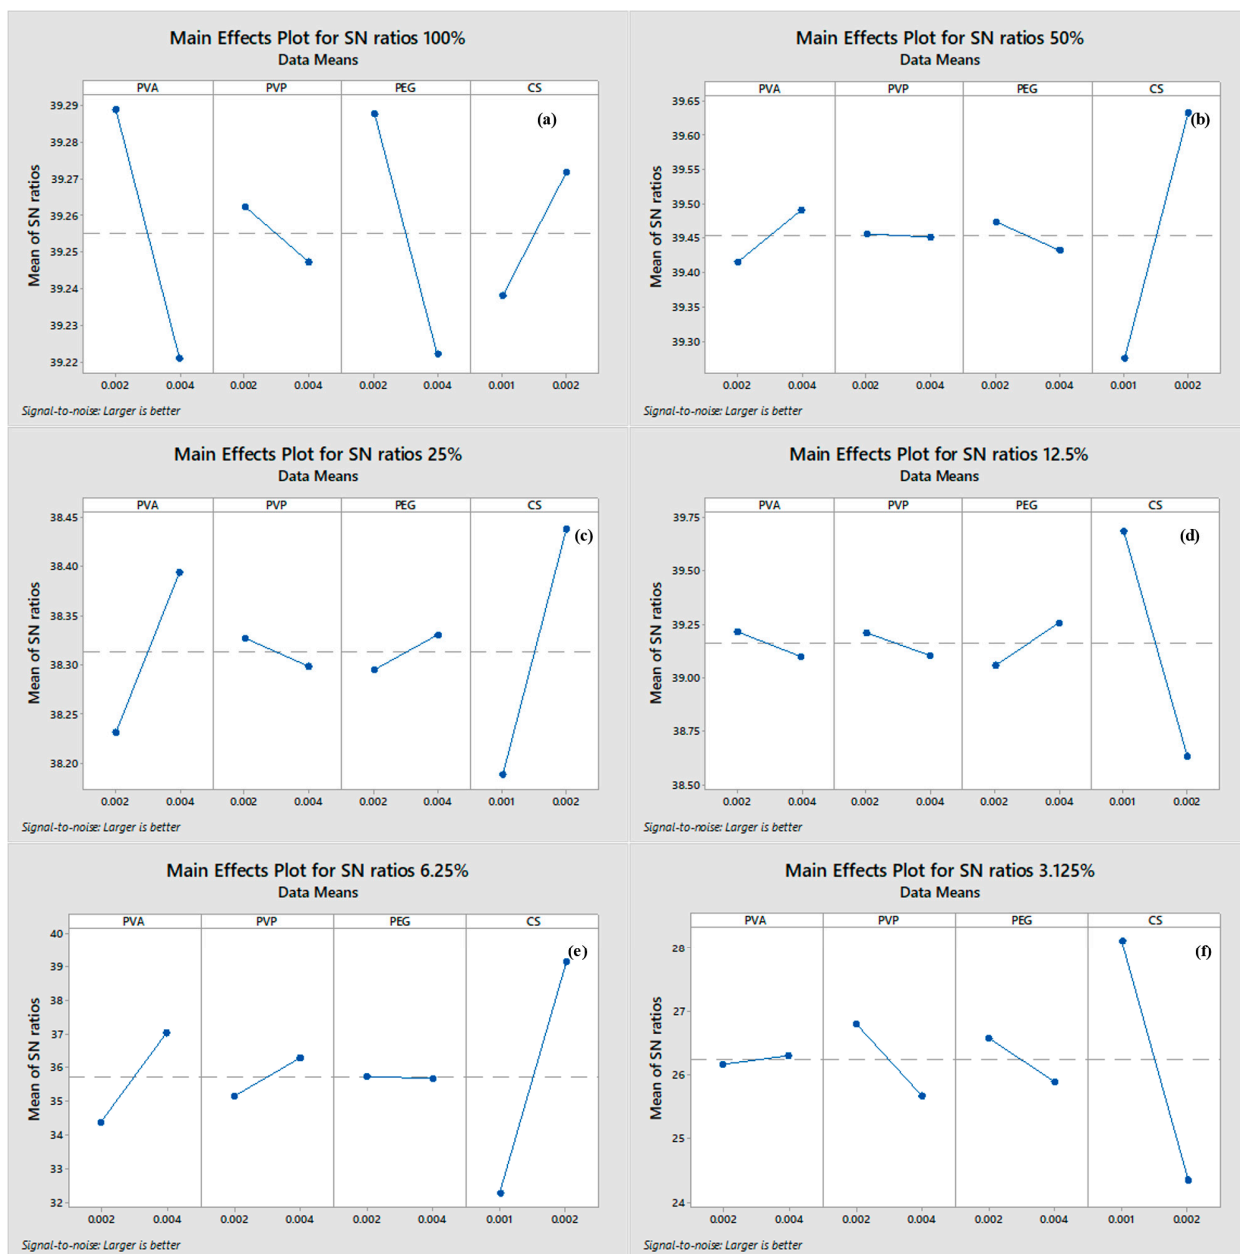 Main Effects Plot for SN ratios 100%
Data Means
PVA PVP PEG CS
(a)
Mean of SN ratios
39.29
39.28
39.27
39.26
39.25
39.24
39.23
39.22
0.002 0.004 0.002 0.004 0.002 0.004 0.001 0.002
Signal-to-noise: Larger is better
Main Effects Plot for SN ratios 50%
Data Means
PVA PVP PEG CS
(b)
Mean of SN ratios
39.65
39.60
39.55
39.50
39.45
39.40
39.35
39.30
0.002 0.004 0.002 0.004 0.002 0.004 0.001 0.002
Signal-to-noise: Larger is better
Main Effects Plot for SN ratios 25%
Data Means
PVA PVP PEG CS
(c)
Mean of SN ratios
38.45
38.40
38.35
38.30
38.25
38.20
0.002 0.004 0.002 0.004 0.002 0.004 0.001 0.002
Signal-to-noise: Larger is better
Main Effects Plot for SN ratios 12.5%
Data Means
PVA PVP PEG CS
(d)
Mean of SN ratios
39.75
39.50
39.25
39.00
38.75
38.50
0.002 0.004 0.002 0.004 0.002 0.004 0.001 0.002
Signal-to-noise: Larger is better
Main Effects Plot for SN ratios 6.25%
Data Means
PVA PVP PEG CS
(e)
Mean of SN ratios
40
39
38
37
36
35
34
33
32
0.002 0.004 0.002 0.004 0.002 0.004 0.001 0.002
Signal-to-noise: Larger is better
Main Effects Plot for SN ratios 3.125%
Data Means
PVA PVP PEG CS
(f)
Mean of SN ratios
28
27
26
25
24
0.002 0.004 0.002 0.004 0.002 0.004 0.001 0.002
Signal-to-noise: Larger is better